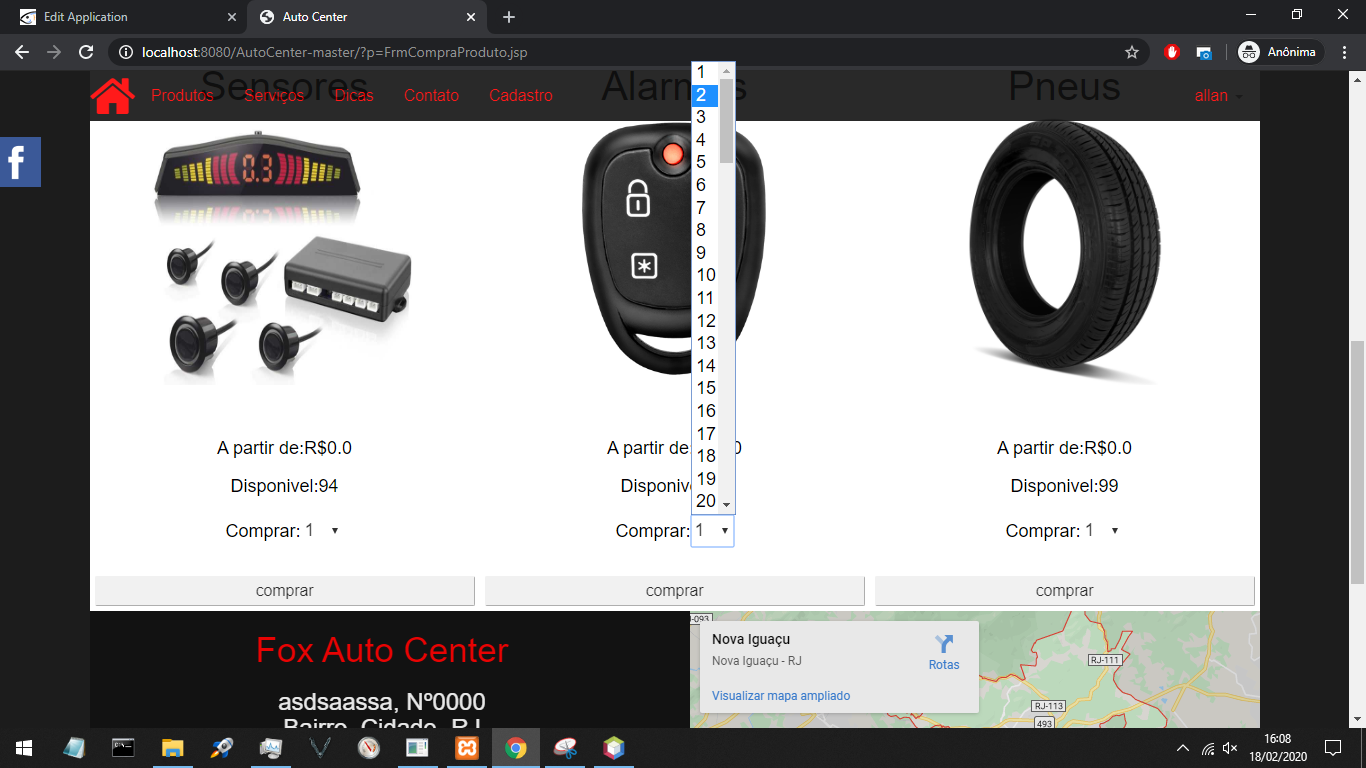 Edit Application
Auto Center
localhost:8080/AutoCenter-master/?p=FrmCompraProduto.jsp
Anônima
Produtos
Serviços
Dicas
Contato
Cadastro
allan
Sensores
Pneus
f
0.3
1
2
3
4
5
6
7
8
9
10
11
12
13
14
15
16
17
18
19
20
A partir de:R$0.0
A partir de
0
A partir de:R$0.0
Disponivel:94
Disponiv
Disponivel:99
Comprar: 1
Comprar: 1
Comprar: 1
comprar
comprar
comprar
Fox Auto Center
asdsaassa, Nº0000
Bairro, Cidade, RJ
J-093
Nova Iguaçu
Nova Iguaçu - RJ
Rotas
Visualizar mapa ampliado
RJ-111
RJ-113
493
16:08
18/02/2020